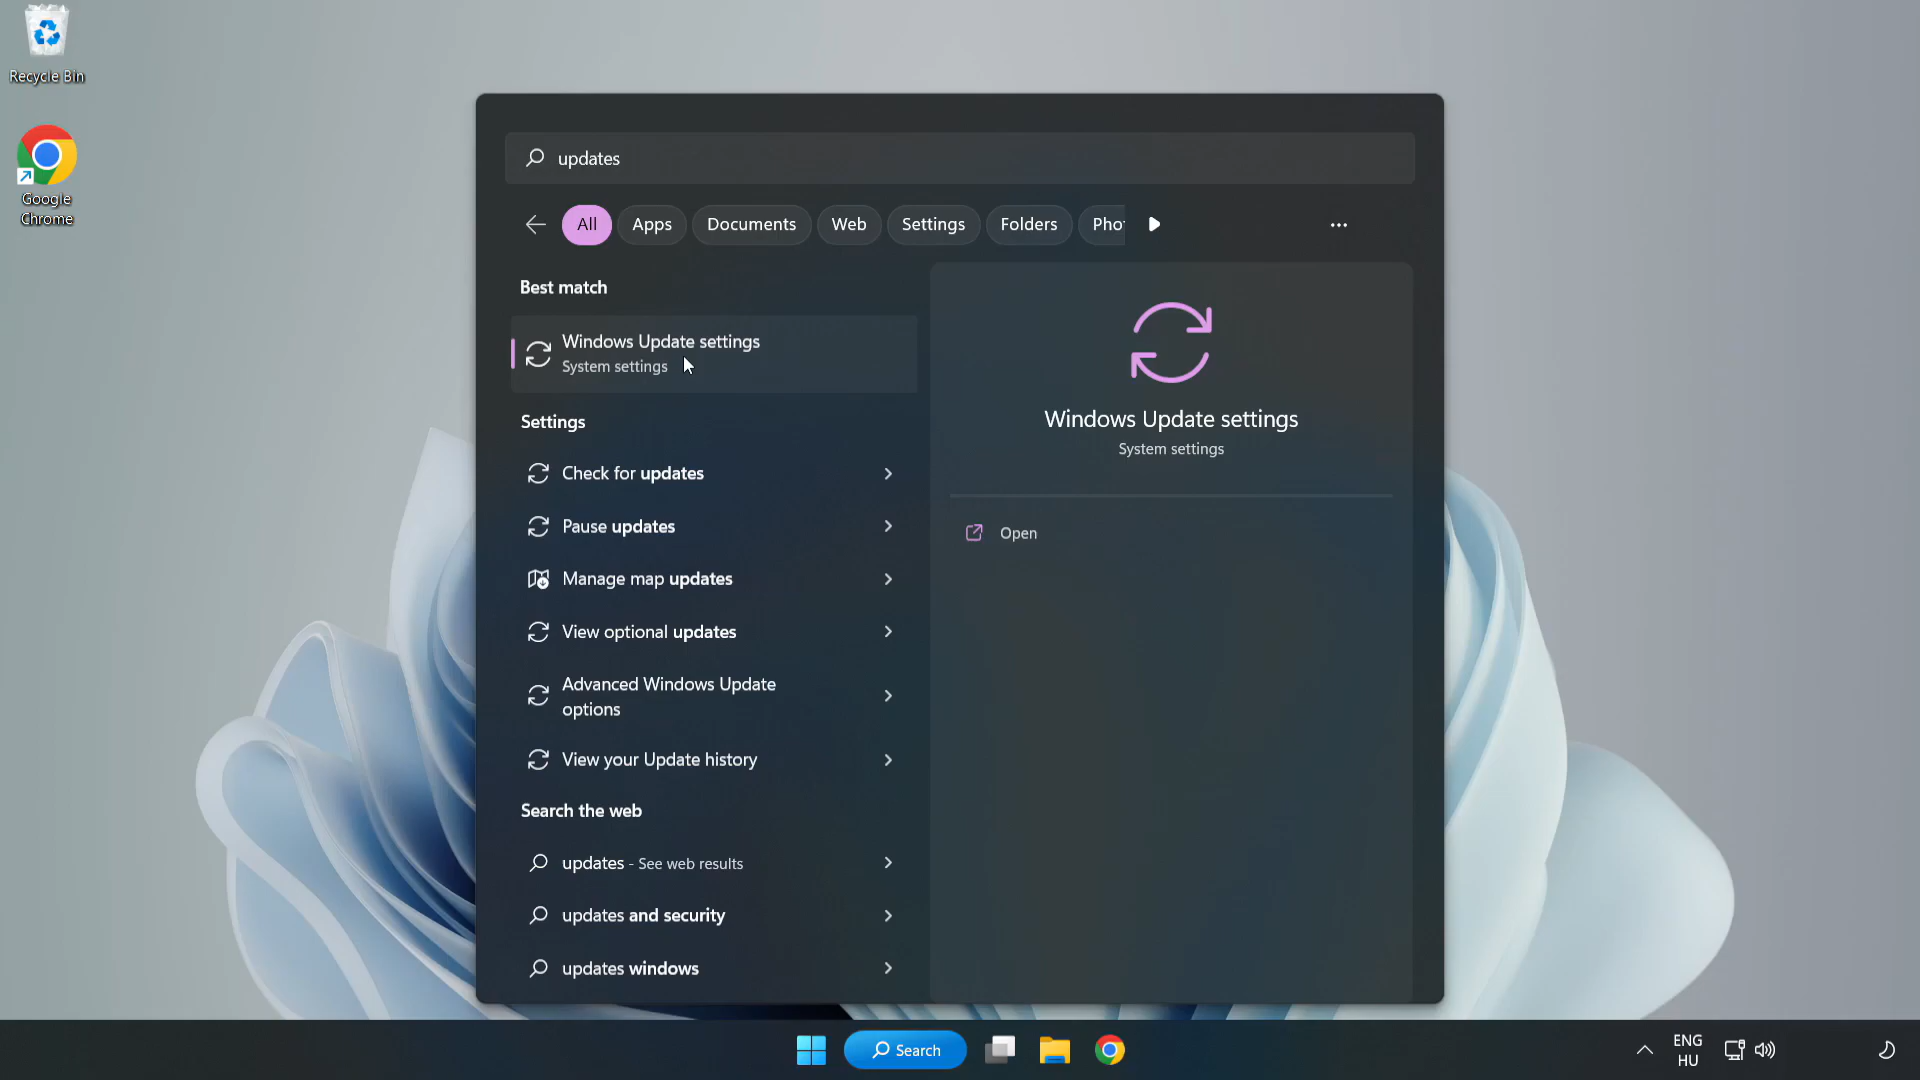 Recycle Bin
Google
Chrome
updates
All
Apps
Documents
Web
Settings
Folders
Pho
Best match
Windows Update settings
System settings
Settings
Check for updates
Pause updates
Manage map updates
View optional updates
Advanced Windows Update
options
View your Update history
Search the web
updates - See web results
updates and security
updates windows
Windows Update settings
System settings
Open
Search
ENG
HU